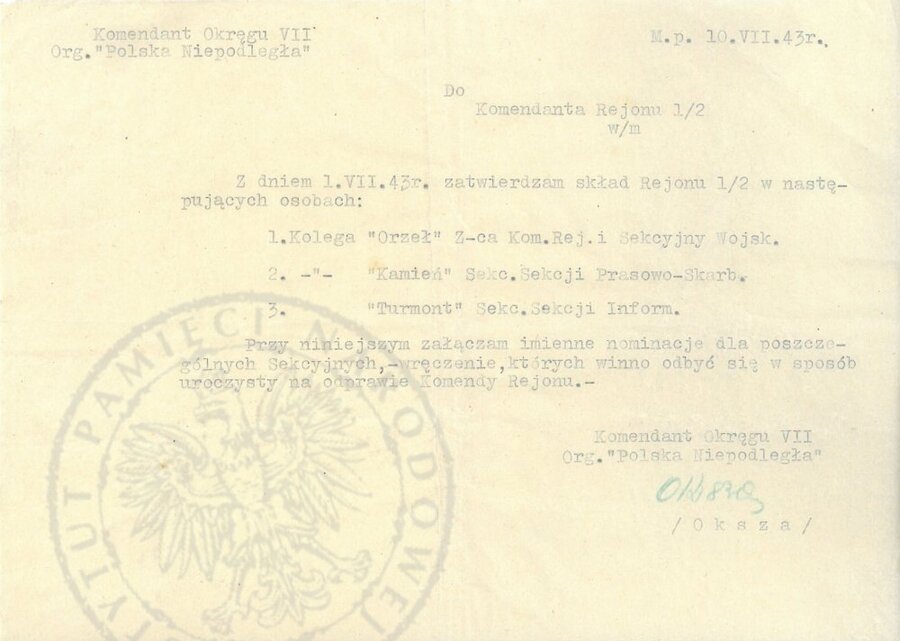 Komendant Okręgu VII
Org."Polska Niepodległa"
M.p. 10.VII.43r.
Do
Komendanta Rejonu 1/2
w/m
Z dniem 1.VII.43r. zatwierdzam skład Rejonu 1/2 w nastę-
pujących osobach:
1.Kolega "Orzeł" Z-ca Kom.Rej.i Sekcyjny Wojsk.
2. -"- "Kamień" Sekc.Sekcji Prasowo-Skarb.
3. "Turmont" Sekc.Sekcji Inform.
Przy niniejszym załączam imienne nominacje dla poszcze-
gólnych Sekcyjnych,-wręczenie,których winno odbyć się w sposób
uroczysty na odprawie Komendy Rejonu.-
Komendant Okręgu VII
Org."Polska Niepodległa"
Oksza
/Oksza/
TYTUT PAMIĘCI NARODOWEJ